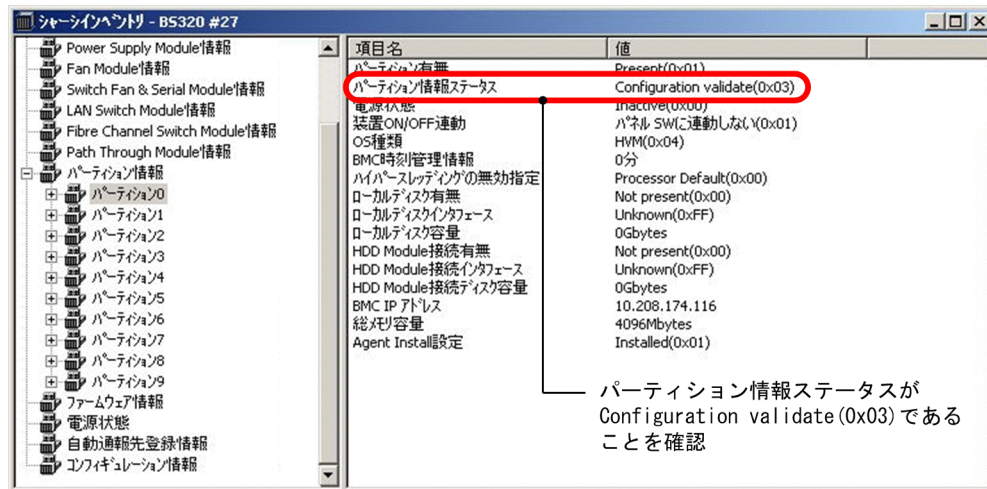 シャーシインベントリ - BS320 #27
Power Supply Module情報
Fan Module情報
Switch Fan & Serial Module情報
LAN Switch Module情報
Fibre Channel Switch Module情報
Path Through Module情報
パーティション情報
パーティション0
パーティション1
パーティション2
パーティション3
パーティション4
パーティション5
パーティション6
パーティション7
パーティション8
パーティション9
ファームウェア情報
電源状態
自動通報先登録情報
コンフィギュレーション情報
項目名 値
パーティション有無 Present(0x01)
パーティション情報ステータス Configuration validate(0x03)
電源状態 Inactive(0x00)
装置ON/OFF連動 パネル SWに連動しない(0x01)
OS種類 HVM(0x04)
BMC時刻管理情報 0分
ハイパースレッディングの無効指定 Processor Default(0x00)
ローカルディスク有無 Not present(0x00)
ローカルディスクインタフェース Unknown(0xFF)
ローカルディスク容量 0Gbytes
HDD Module接続有無 Not present(0x00)
HDD Module接続インタフェース Unknown(0xFF)
HDD Module接続ディスク容量 0Gbytes
BMC IP アドレス 10.208.174.116
総メモリ容量 4096Mbytes
Agent Install設定 Installed(0x01)
パーティション情報ステータスが
Configuration validate(0x03)である
ことを確認